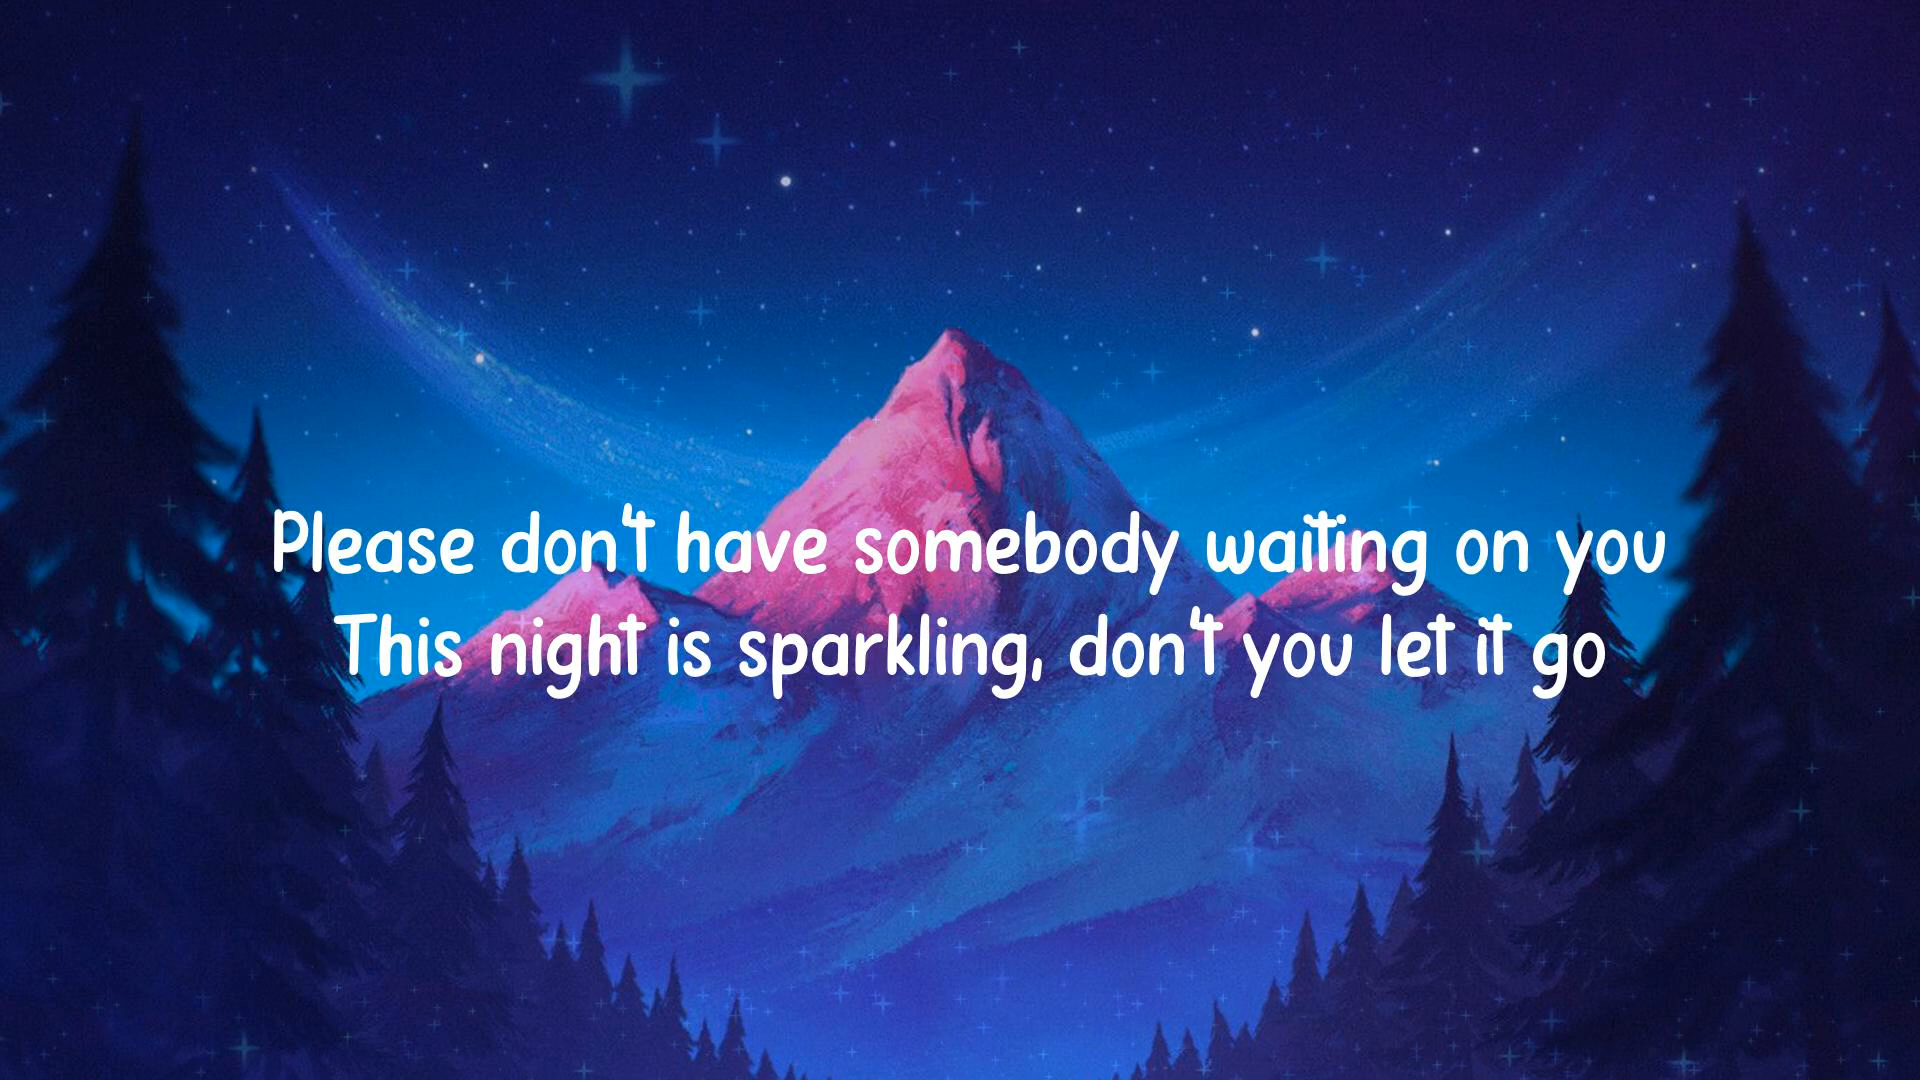 Please don't have somebody waiting on you
This night is sparkling, don't you let it go